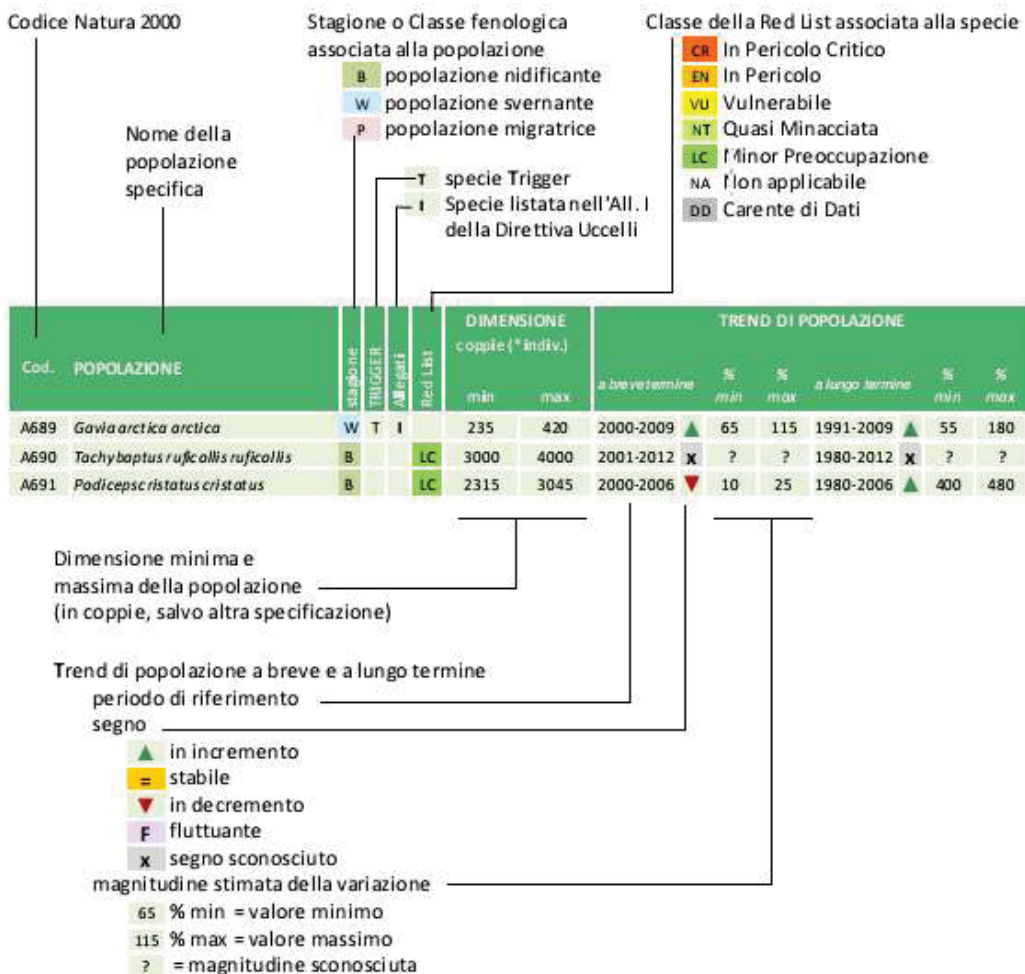 Codice Natura 2000
Stagione o Classe fenologica
associata alla popolazione
B popolazione nidificante
W popolazione svernante
P popolazione migratrice
Classe della Red List associata alla specie
CR In Pericolo Critico
EN In Pericolo
VU Vulnerabile
NT Quasi Minacciata
LC Minor Preoccupazione
NA Non applicabile
DD Carente di Dati
Nome della
popolazione
specifica
T specie Trigger
I Specie listata nell'All. I
della Direttiva Uccelli
Cod. POPOLAZIONE stagione TRIGGER Allegati Red List DIMENSIONE TREND DI POPOLAZIONE
coppie (*indiv.)
min max a breve termine % min % max a lungo termine % min % max
A689 Gavia arctica arctica W T I 235 420 2000-2009 ▲ 65 115 1991-2009 ▲ 55 180
A690 Tachybaptus ruficollis ruficollis B LC 3000 4000 2001-2012 x ? ? 1980-2012 x ? ?
A691 Podiceps cristatus cristatus B LC 2315 3045 2000-2006 ▼ 10 25 1980-2006 ▲ 400 480
Dimensione minima e
massima della popolazione
(in coppie, salvo altra specificazione)
Trend di popolazione a breve e a lungo termine
periodo di riferimento
segno
▲ in incremento
= stabile
▼ in decremento
F fluttuante
x segno sconosciuto
magnitudine stimata della variazione
65 % min = valore minimo
115 % max = valore massimo
? = magnitudine sconosciuta